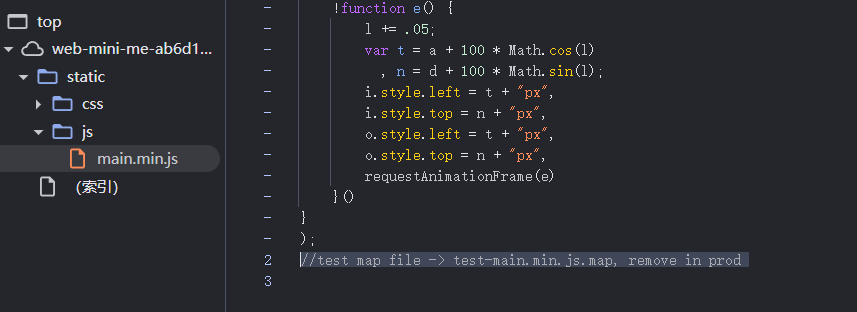 top
web-mini-me-ab6d1...
static
css
js
main.min.js
(索引)
!function e() {
l += .05;
var t = a + 100 * Math.cos(l)
, n = d + 100 * Math.sin(l);
i.style.left = t + "px",
i.style.top = n + "px",
o.style.left = t + "px",
o.style.top = n + "px",
requestAnimationFrame(e)
}()
}
);
2 //test map file -> test-main.min.js.map, remove in prod
3